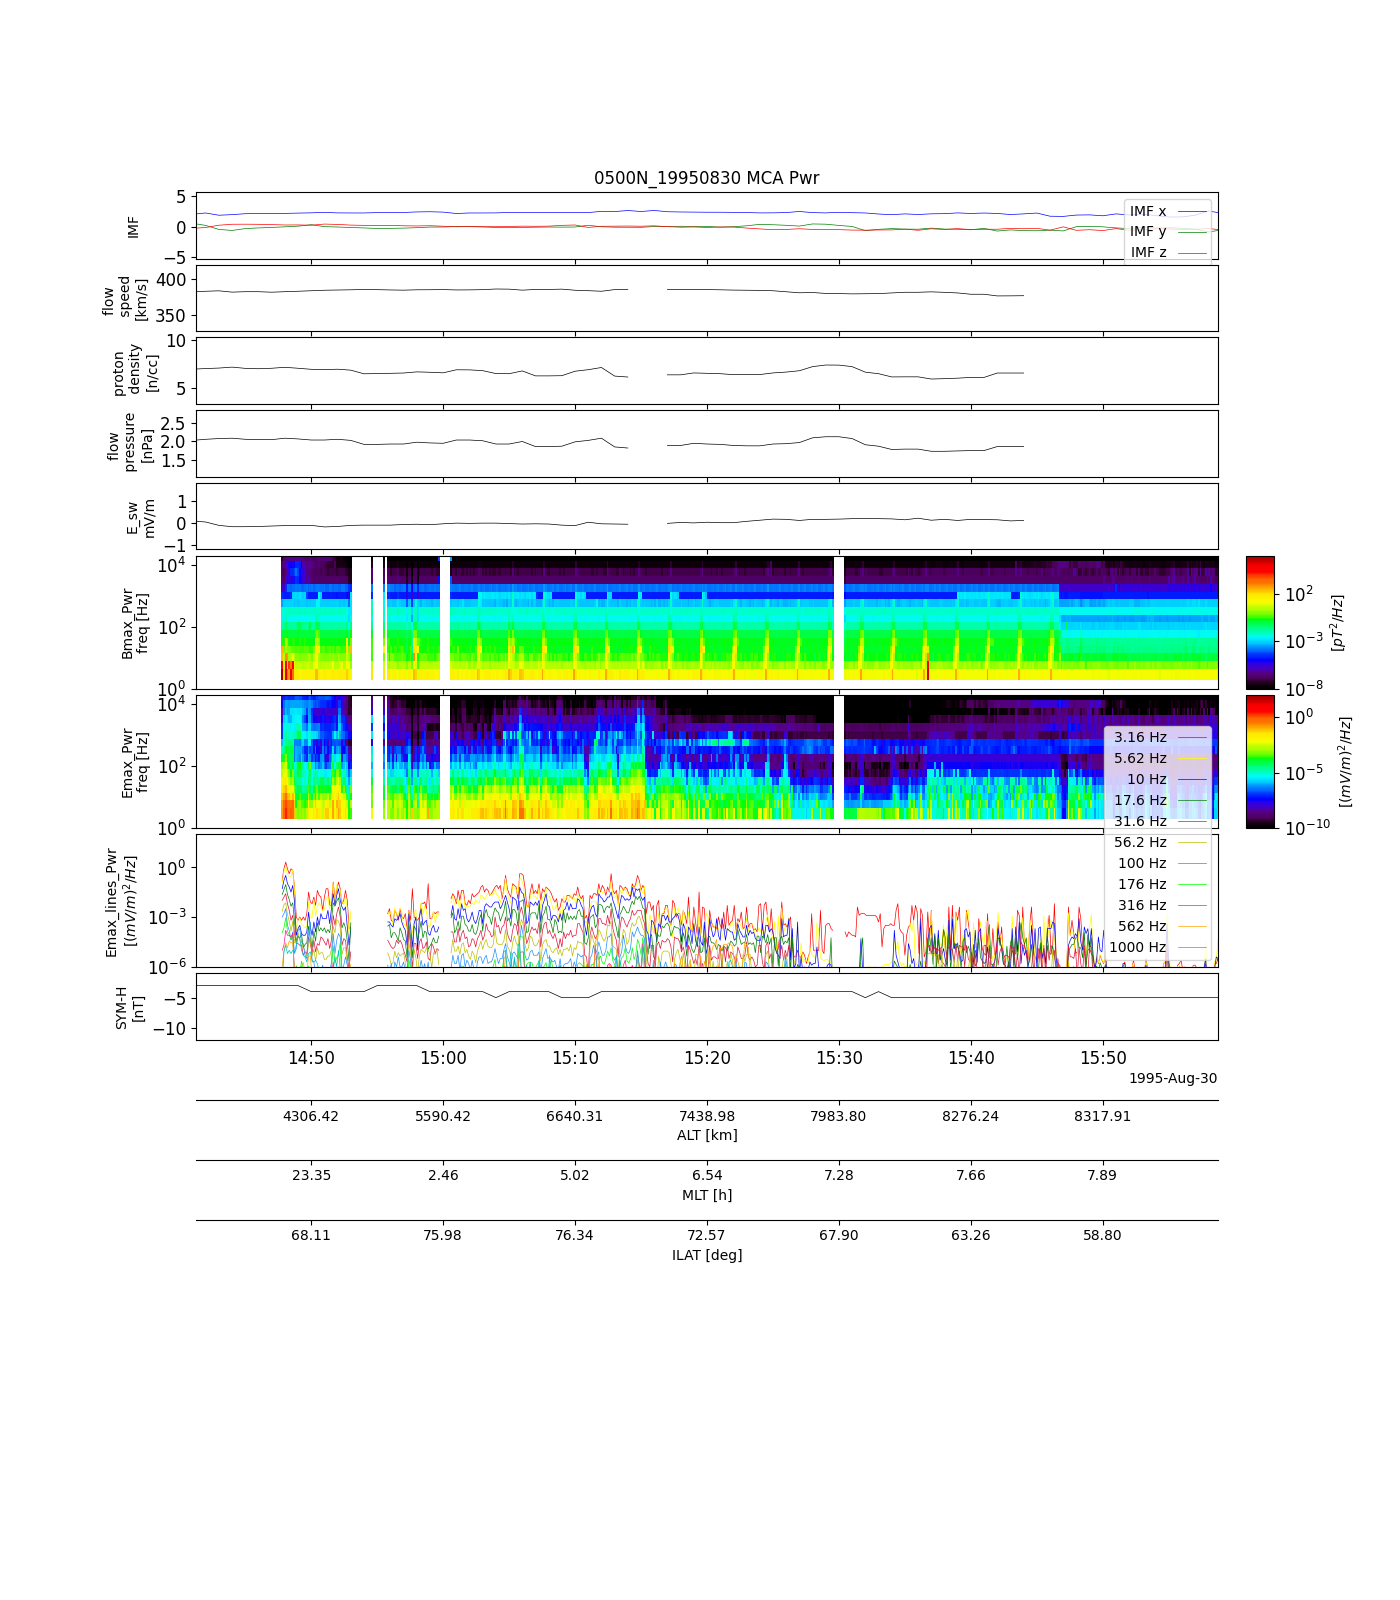 0500N_19950830 MCA Pwr
5
0
−5
IMF
IMF x
IMF y
IMF z
400
350
flow
speed
[km/s]
10
5
proton
density
[n/cc]
2.5
2.0
1.5
flow
pressure
[nPa]
1
0
−1
E_sw
mV/m
10^4
10^2
10^0
Bmax_Pwr
freq [Hz]
10^2
10^−3
10^−8
[pT^2/Hz]
10^4
10^2
10^0
Emax_Pwr
freq [Hz]
10^0
10^−5
10^−10
[(mV/m)^2/Hz]
3.16 Hz
5.62 Hz
10 Hz
17.6 Hz
31.6 Hz
56.2 Hz
100 Hz
176 Hz
316 Hz
562 Hz
1000 Hz
10^0
10^−3
10^−6
Emax_lines_Pwr
[(mV/m)^2/Hz]
−5
−10
SYM-H
[nT]
14:50 15:00 15:10 15:20 15:30 15:40 15:50
1995-Aug-30
4306.42 5590.42 6640.31 7438.98 7983.80 8276.24 8317.91
ALT [km]
23.35 2.46 5.02 6.54 7.28 7.66 7.89
MLT [h]
68.11 75.98 76.34 72.57 67.90 63.26 58.80
ILAT [deg]